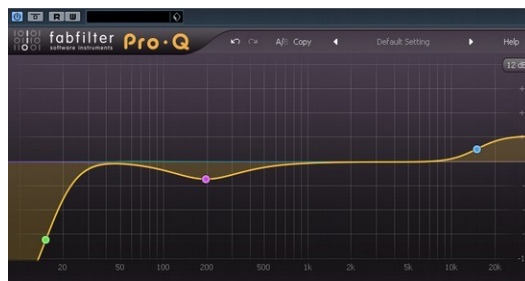 R W
fabfilter Pro·Q A/B Copy Default Setting Help
software instruments
12 dB
20 50 100 200 500 1k 2k 5k 10k 20k